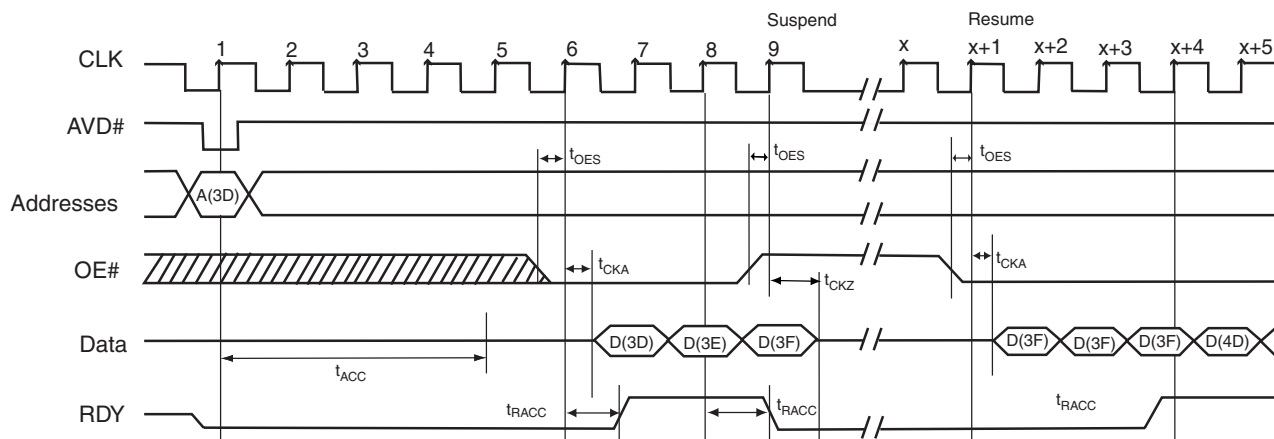 Suspend Resume
1 2 3 4 5 6 7 8 9 x x+1 x+2 x+3 x+4 x+5
CLK
AVD#
tOES tOES tOES
A(3D)
Addresses
OE#
tCKA tCKZ tCKA
Data
D(3D) D(3E) D(3F) D(3F) D(3F) D(3F) D(4D)
tACC
RDY
tRACC tRACC tRACC